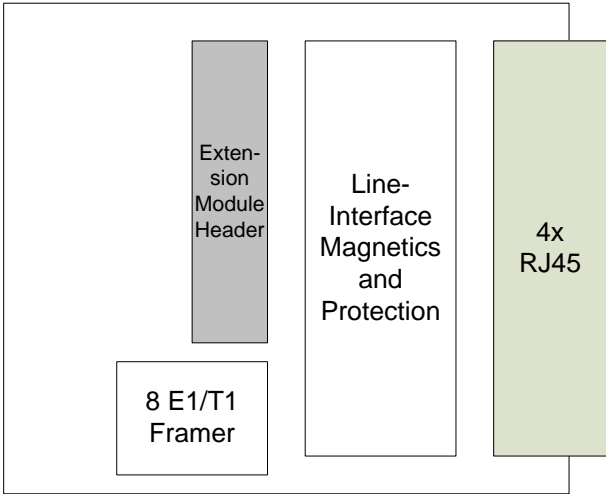 Exten-
sion
Module
Header
Line-
Interface
Magnetics
and
Protection
4x
RJ45
8 E1/T1
Framer